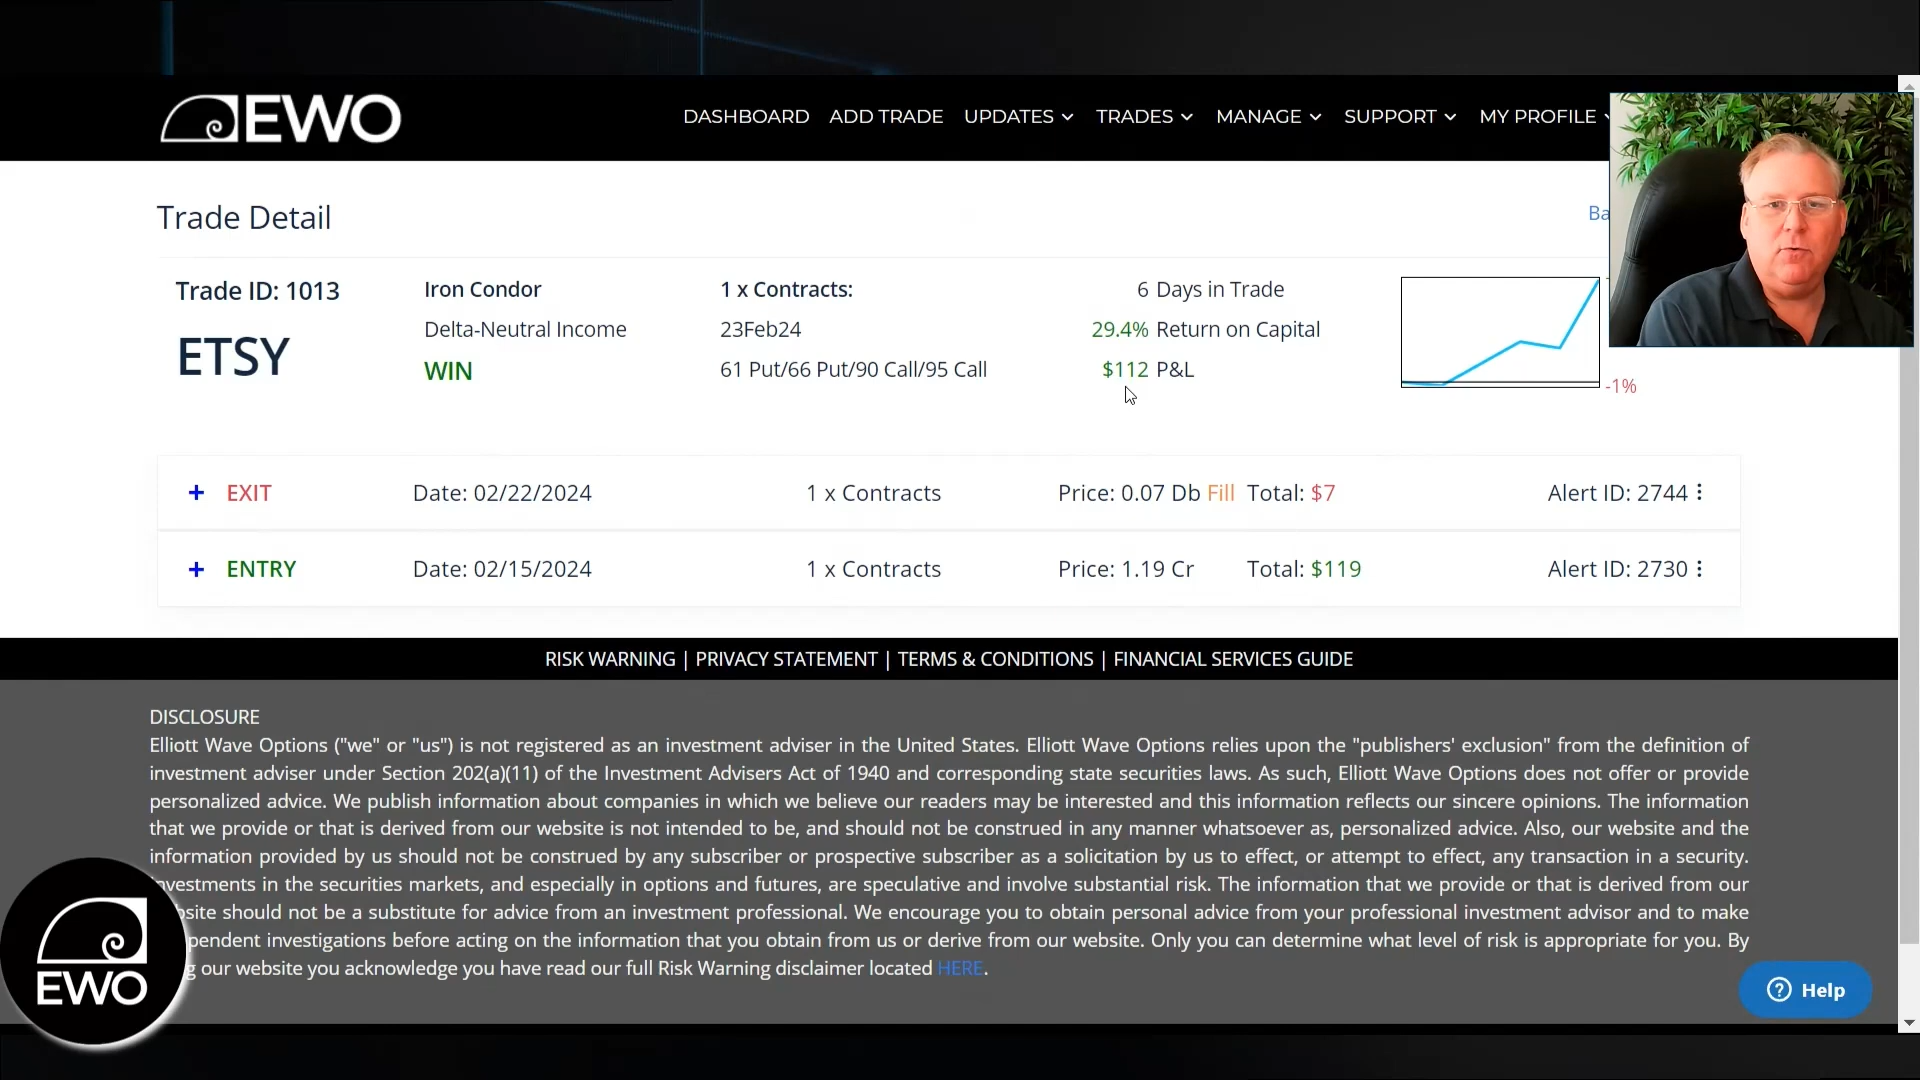 EWO
DASHBOARD ADD TRADE UPDATES TRADES MANAGE SUPPORT MY PROFILE
Trade Detail
Trade ID: 1013
ETSY
Iron Condor
Delta-Neutral Income
WIN
1 x Contracts:
23Feb24
61 Put/66 Put/90 Call/95 Call
6 Days in Trade
29.4% Return on Capital
$112 P&L
-1%
+ EXIT Date: 02/22/2024 1 x Contracts Price: 0.07 Db Fill Total: $7 Alert ID: 2744
+ ENTRY Date: 02/15/2024 1 x Contracts Price: 1.19 Cr Total: $119 Alert ID: 2730
RISK WARNING | PRIVACY STATEMENT | TERMS & CONDITIONS | FINANCIAL SERVICES GUIDE
DISCLOSURE
Elliott Wave Options ("we" or "us") is not registered as an investment adviser in the United States. Elliott Wave Options relies upon the "publishers' exclusion" from the definition of
investment adviser under Section 202(a)(11) of the Investment Advisers Act of 1940 and corresponding state securities laws. As such, Elliott Wave Options does not offer or provide
personalized advice. We publish information about companies in which we believe our readers may be interested and this information reflects our sincere opinions. The information
that we provide or that is derived from our website is not intended to be, and should not be construed in any manner whatsoever as, personalized advice. Also, our website and the
information provided by us should not be construed by any subscriber or prospective subscriber as a solicitation by us to effect, or attempt to effect, any transaction in a security.
nvestments in the securities markets, and especially in options and futures, are speculative and involve substantial risk. The information that we provide or that is derived from our
site should not be a substitute for advice from an investment professional. We encourage you to obtain personal advice from your professional investment advisor and to make
pendent investigations before acting on the information that you obtain from us or derive from our website. Only you can determine what level of risk is appropriate for you. By
g our website you acknowledge you have read our full Risk Warning disclaimer located HERE.
EWO
Help